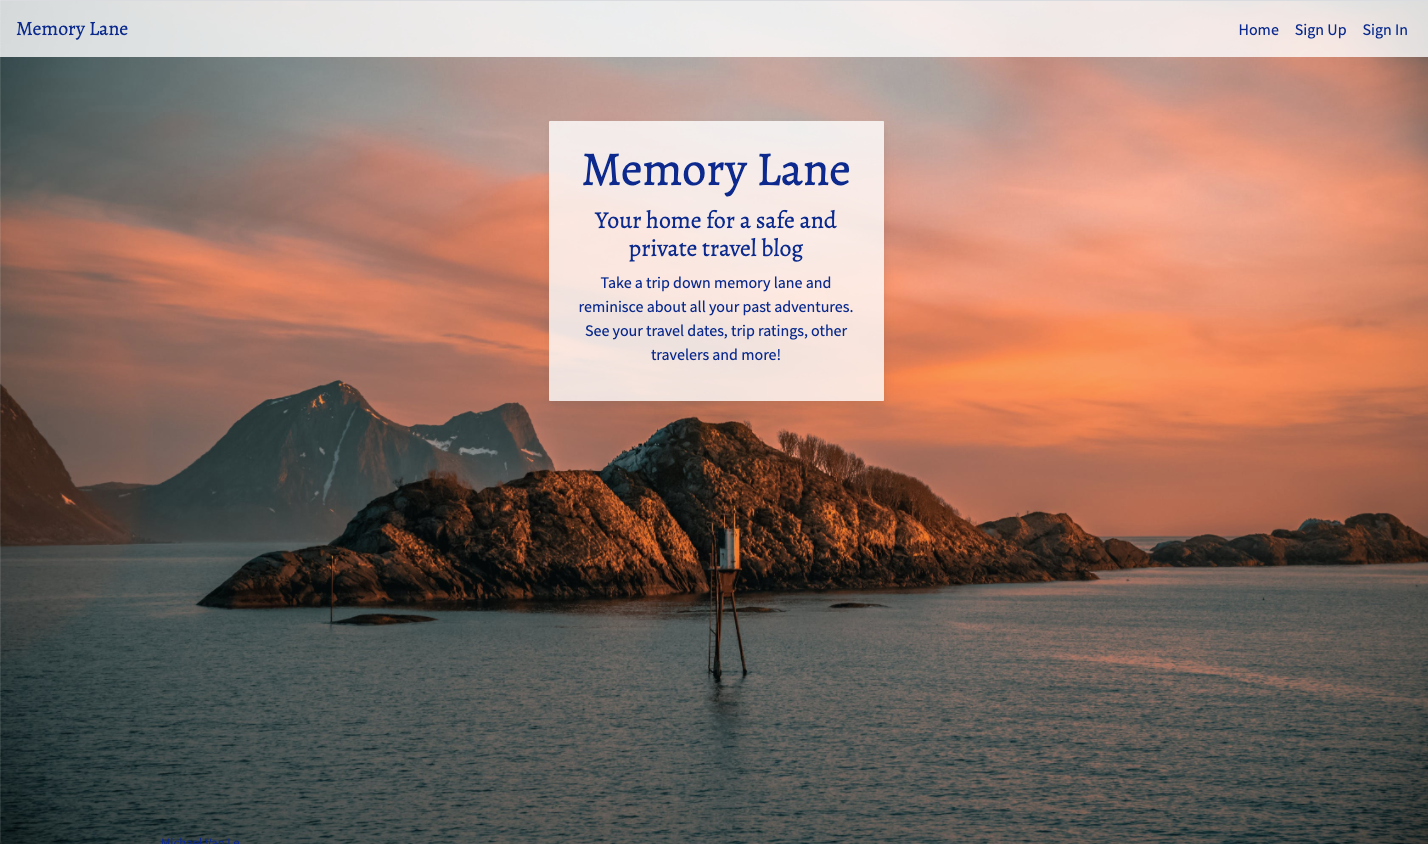 Memory Lane
Home Sign Up Sign In
Memory Lane
Your home for a safe and
private travel blog
Take a trip down memory lane and
reminisce about all your past adventures.
See your travel dates, trip ratings, other
travelers and more!